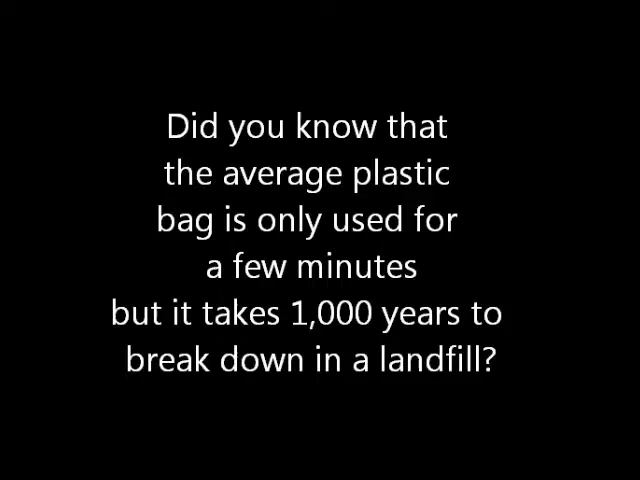 Did you know that
the average plastic
bag is only used for
a few minutes
but it takes 1,000 years to
break down in a landfill?